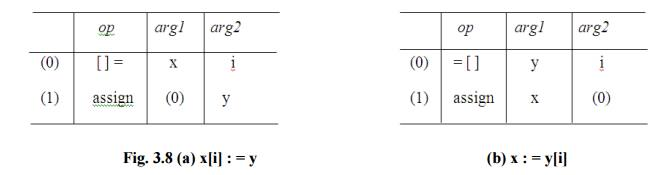 op arg1 arg2
(0) [ ] = x i
(1) assign (0) y
Fig. 3.8 (a) x[i] : = y
op arg1 arg2
(0) = [ ] y i
(1) assign x (0)
(b) x : = y[i]